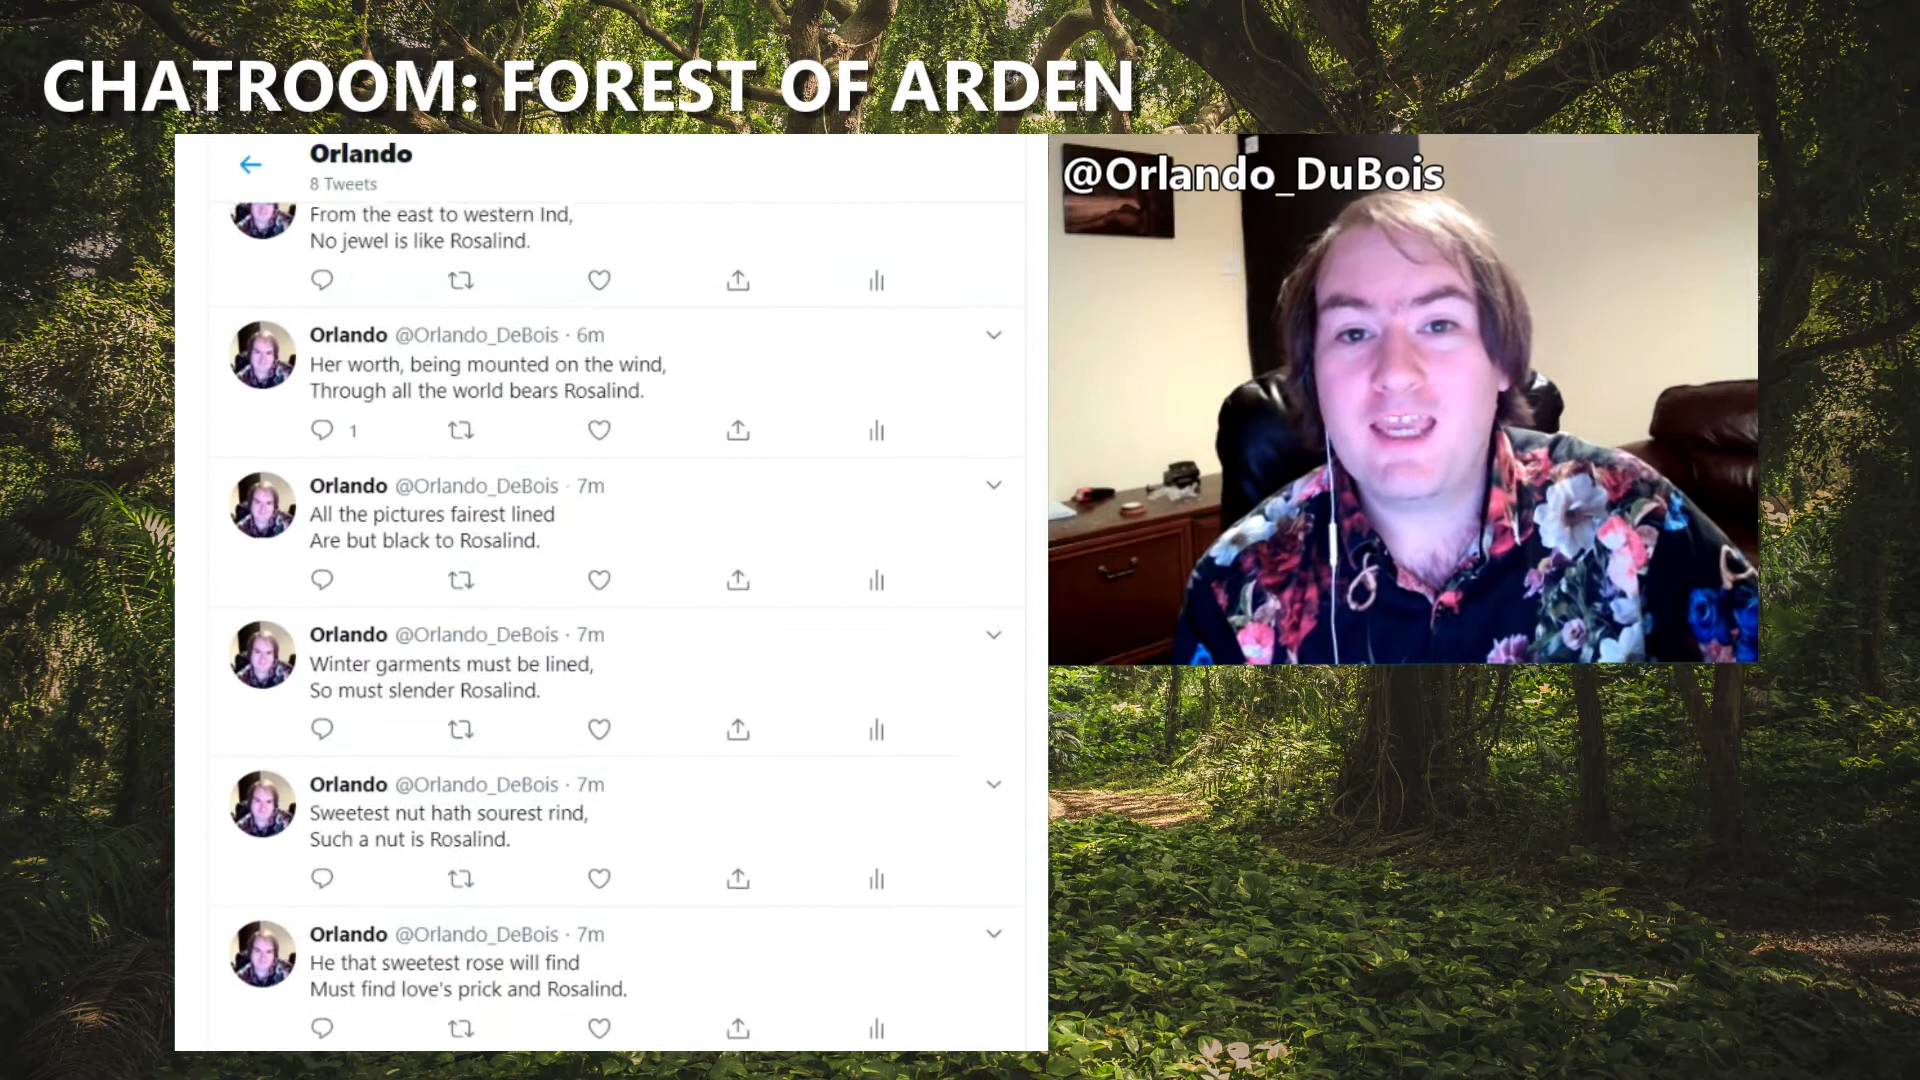 CHATROOM: FOREST OF ARDEN
Orlando
8 Tweets
From the east to western Ind,
No jewel is like Rosalind.
Orlando @Orlando_DeBois · 6m
Her worth, being mounted on the wind,
Through all the world bears Rosalind.
1
Orlando @Orlando_DeBois · 7m
All the pictures fairest lined
Are but black to Rosalind.
Orlando @Orlando_DeBois · 7m
Winter garments must be lined,
So must slender Rosalind.
Orlando @Orlando_DeBois · 7m
Sweetest nut hath sourest rind,
Such a nut is Rosalind.
Orlando @Orlando_DeBois · 7m
He that sweetest rose will find
Must find love's prick and Rosalind.
@Orlando_DuBois